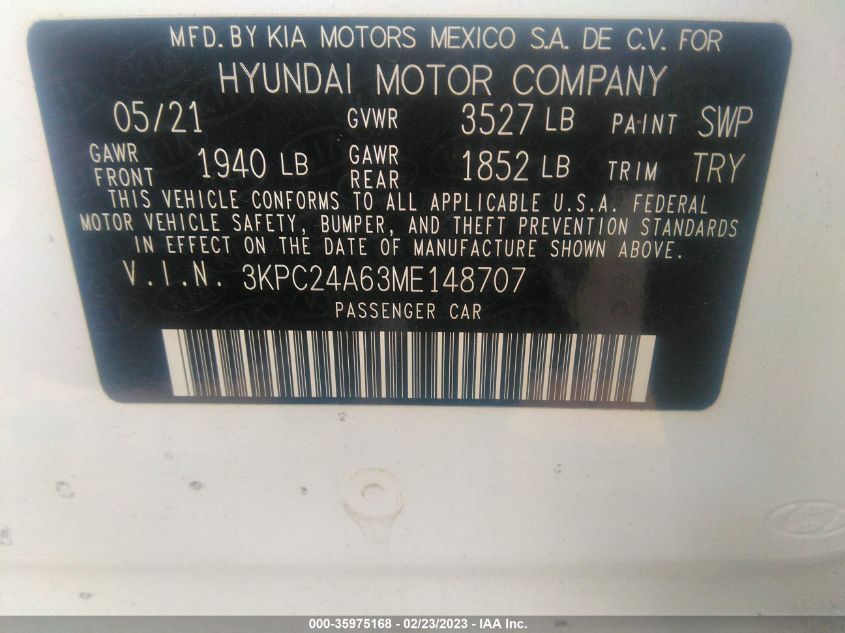 MFD. BY KIA MOTORS MEXICO S.A. DE C.V. FOR
HYUNDAI MOTOR COMPANY
05/21 GVWR 3527 LB PAINT SWP
GAWR FRONT 1940 LB GAWR REAR 1852 LB TRIM TRY
THIS VEHICLE CONFORMS TO ALL APPLICABLE U.S.A. FEDERAL
MOTOR VEHICLE SAFETY, BUMPER, AND THEFT PREVENTION STANDARDS
IN EFFECT ON THE DATE OF MANUFACTURE SHOWN ABOVE.
V.I.N. 3KPC24A63ME148707
PASSENGER CAR
000-35975168 - 02/23/2023 - IAA Inc.